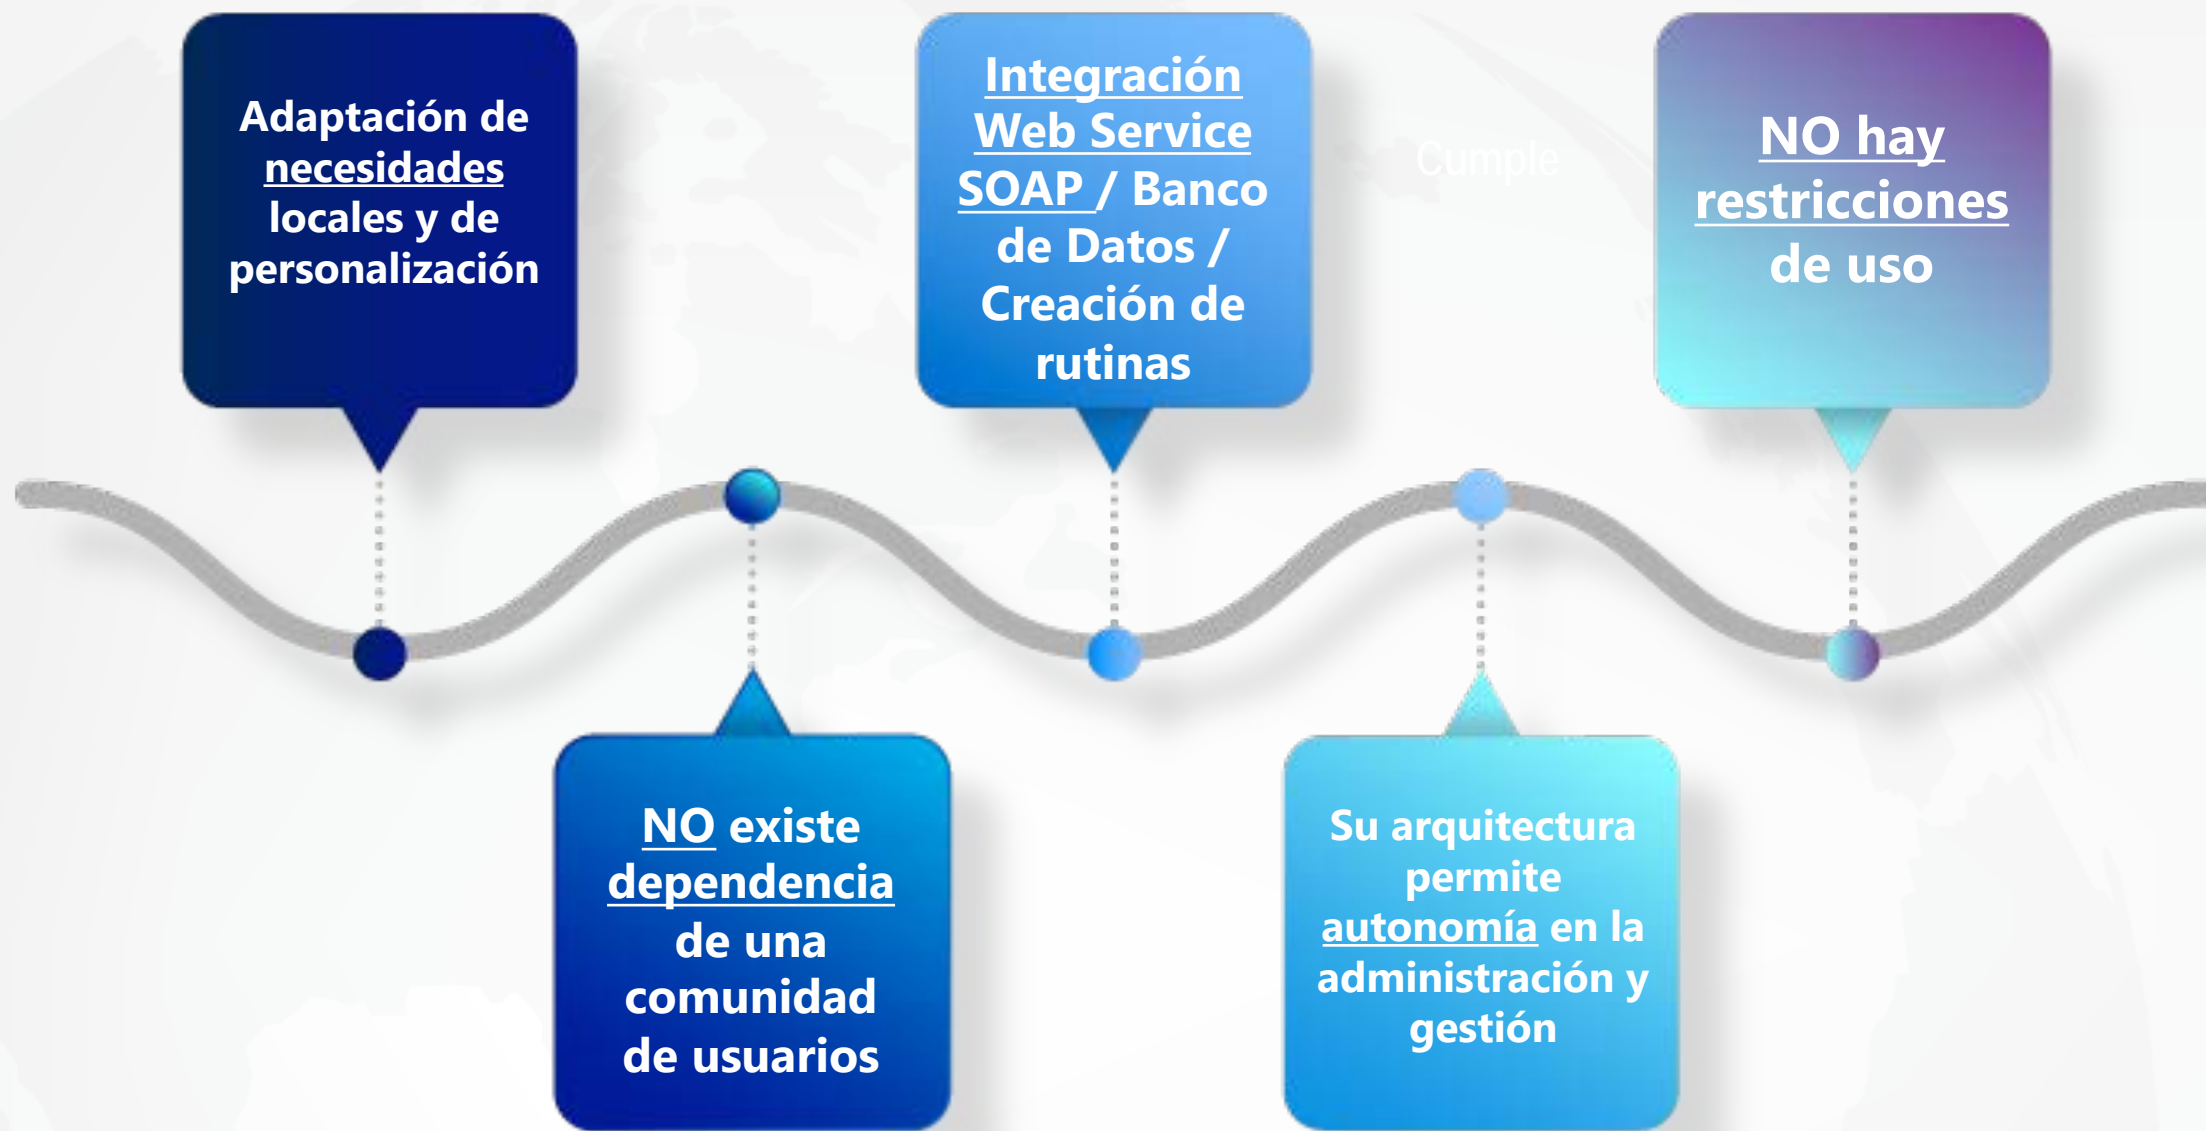 Adaptación de
necesidades
locales y de
personalización
NO existe
dependencia
de una
comunidad
de usuarios
Integración
Web Service
SOAP / Banco
de Datos /
Creación de
rutinas
Cumple
Su arquitectura
permite
autonomía en la
administración y
gestión
NO hay
restricciones
de uso